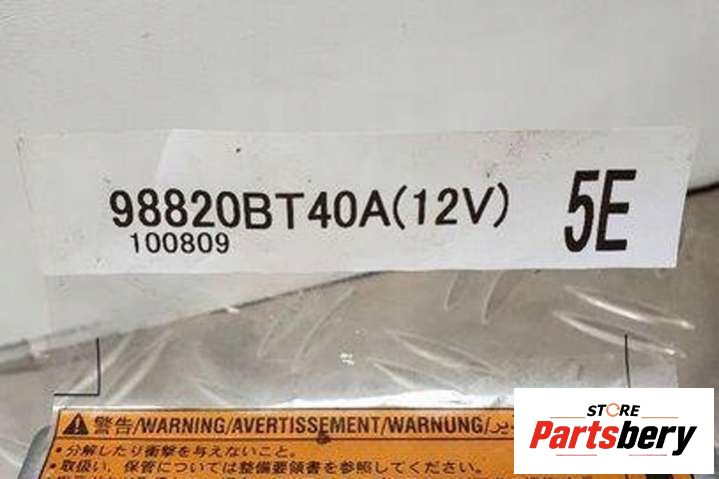 98820BT40A(12V)
5E
100809
警告/WARNING/AVERTISSEMENT/WARNUNG/
・分解したり衝撃を与えないこと。
・取扱い、保管については整備要領書を参照してください。
STORE
Partsbery